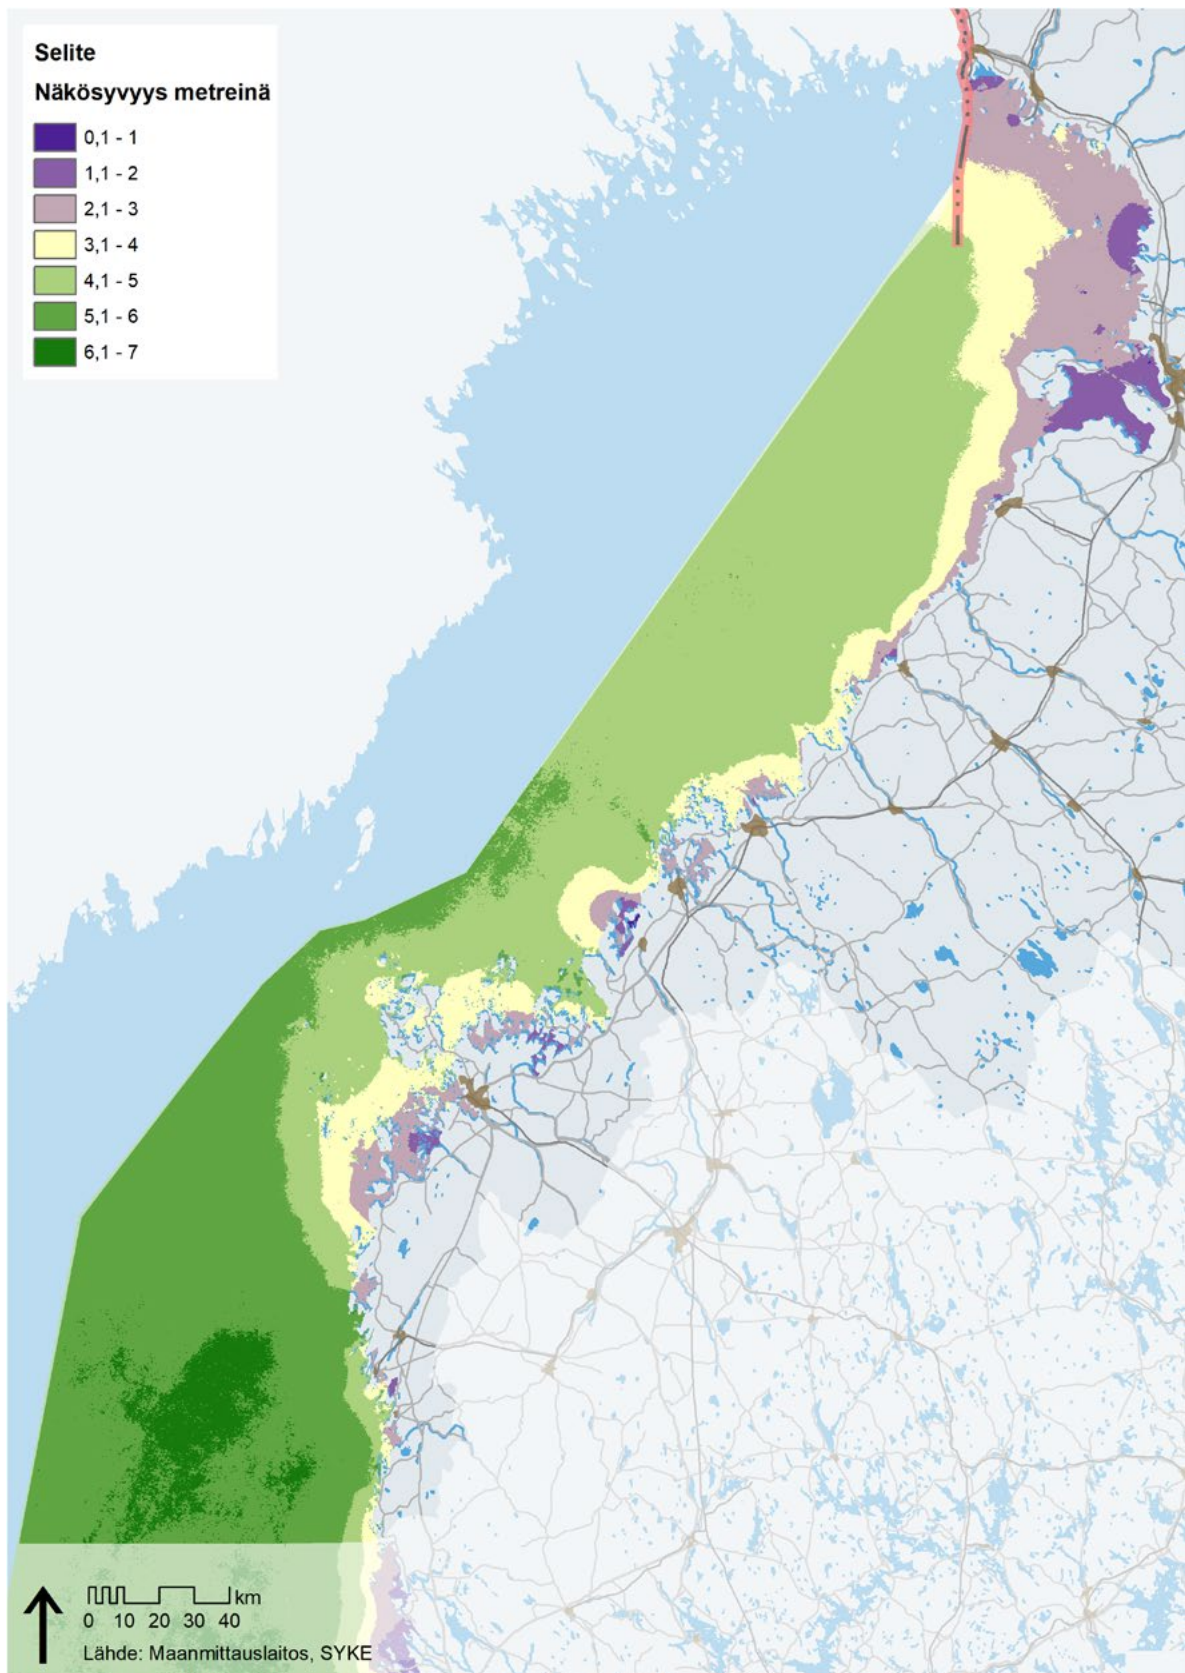 Selite
Näkösyvyys metreinä
0,1 - 1
1,1 - 2
2,1 - 3
3,1 - 4
4,1 - 5
5,1 - 6
6,1 - 7
km
0 10 20 30 40
Lähde: Maanmittauslaitos, SYKE